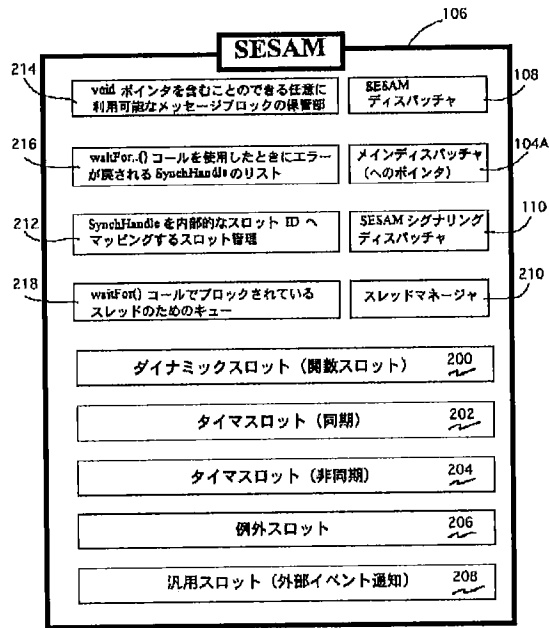 106
SESAM
214
void ポインタを含むことのできる任意に
利用可能なメッセージブロックの保管部
SESAM
ディスパッチャ
108
216
waitFor..() コールを使用したときにエラー
が戻される SynchHandle のリスト
メインディスパッチャ
(へのポインタ)
104A
212
SynchHandle を内部的なスロット ID へ
マッピングするスロット管理
SESAM シグナリング
ディスパッチャ
110
218
waitFor() コールでブロックされている
スレッドのためのキュー
スレッドマネージャ
210
ダイナミックスロット（関数スロット） 200
タイマスロット（同期） 202
タイマスロット（非同期） 204
例外スロット 206
汎用スロット（外部イベント通知） 208